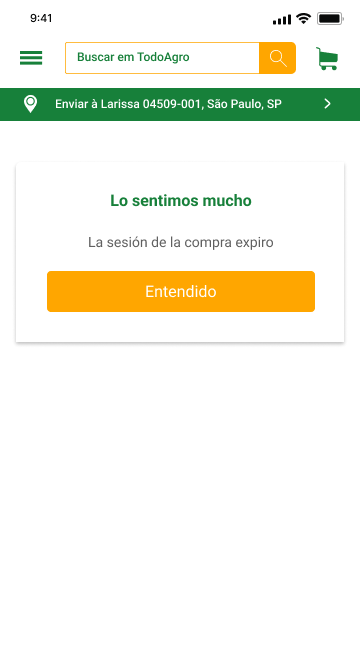 9:41
Buscar em TodoAgro
Enviar à Larissa 04509-001, São Paulo, SP
Lo sentimos mucho
La sesión de la compra expiro
Entendido